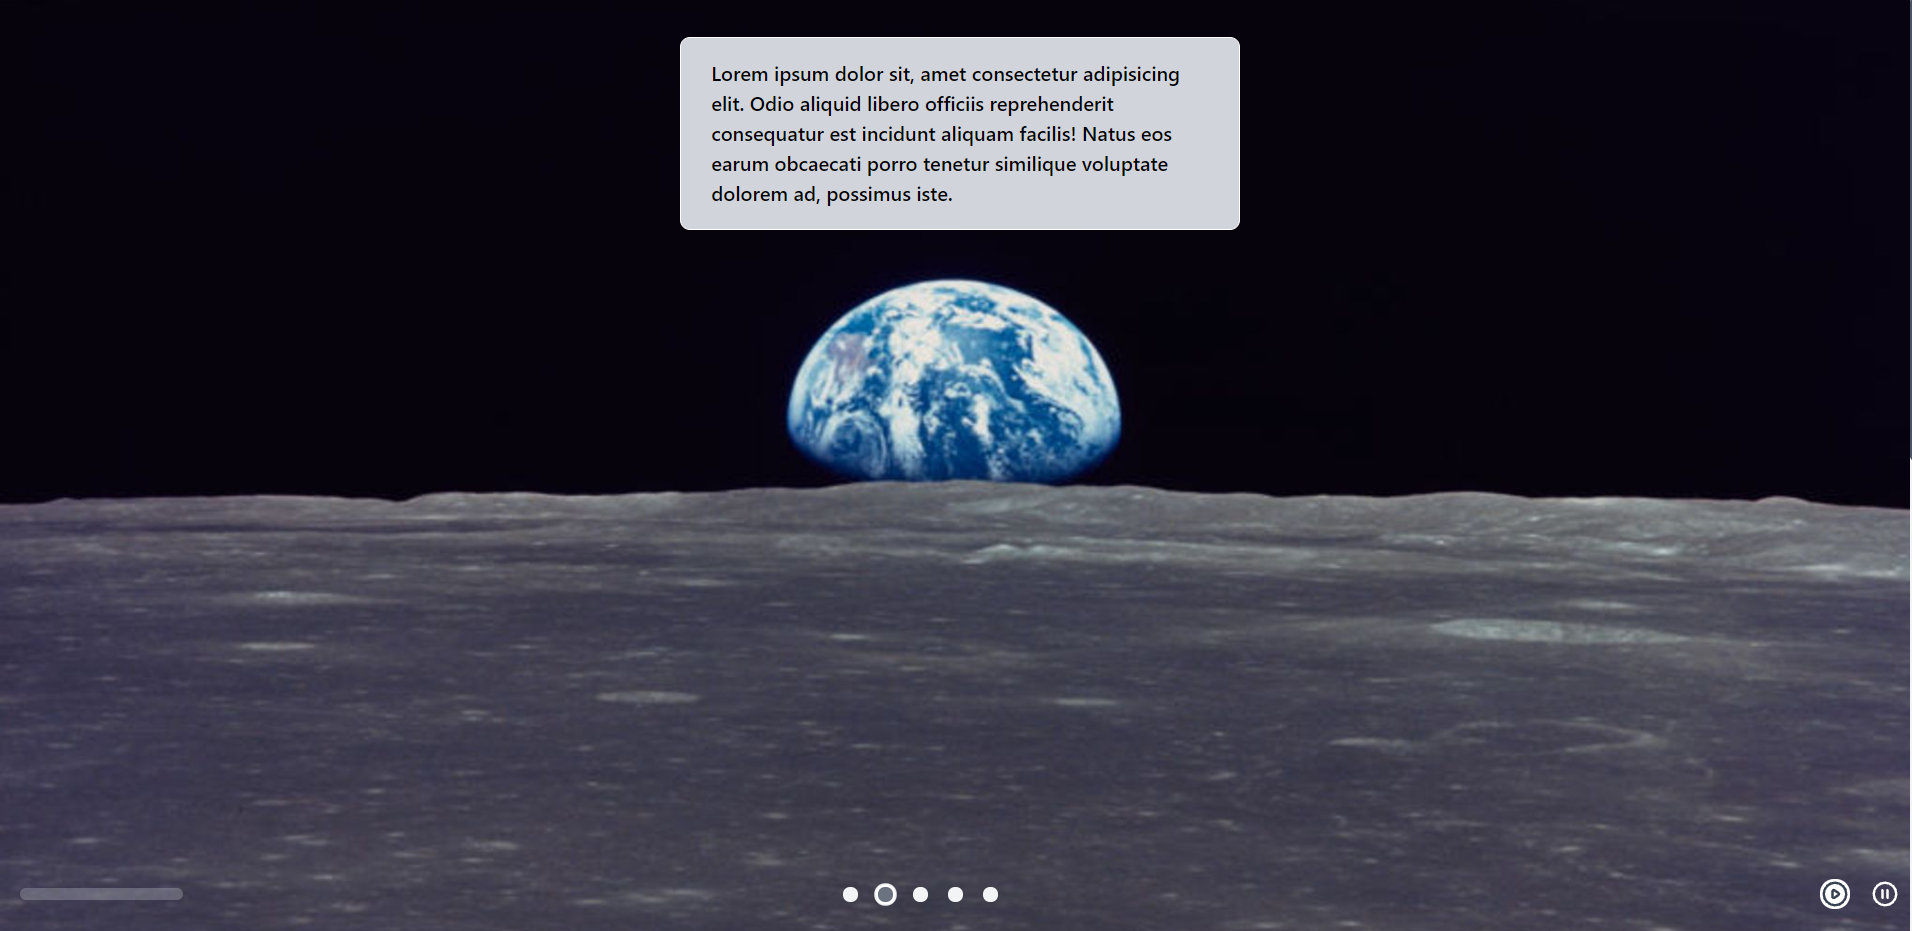 Lorem ipsum dolor sit, amet consectetur adipisicing
elit. Odio aliquid libero officiis reprehenderit
consequatur est incidunt aliquam facilis! Natus eos
earum obcaecati porro tenetur similique voluptate
dolorem ad, possimus iste.